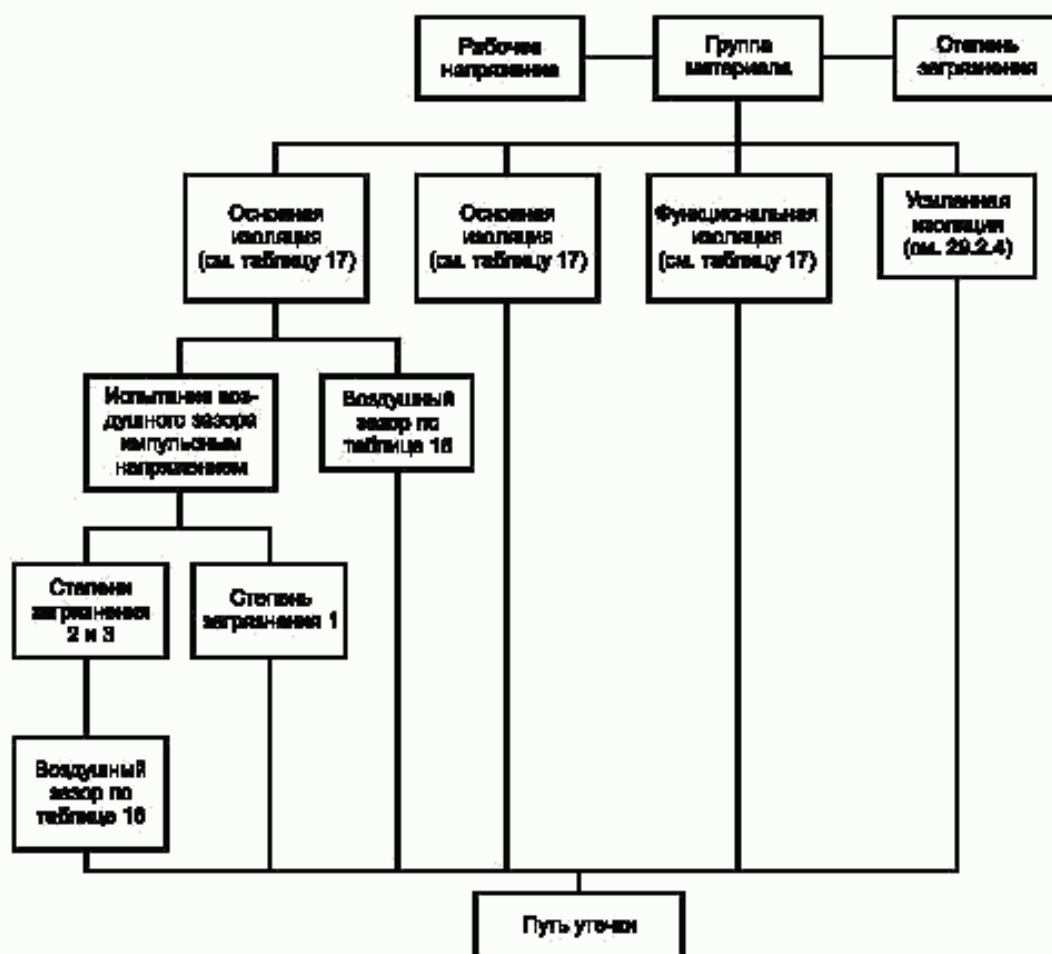 Рабочее
напряжение
Группа
материала
Степень
загрязнения
Основная
изоляция
(см. таблицу 17)
Основная
изоляция
(см. таблицу 17)
Функциональная
изоляция
(см. таблицу 17)
Усиленная
изоляция
(см. 29.2.4)
Испытание воз-
душного зазора
импульсным
напряжением
Воздушный
зазор по
таблице 16
Степени
загрязнения
2 и 3
Степень
загрязнения 1
Воздушный
зазор по
таблице 16
Путь утечки